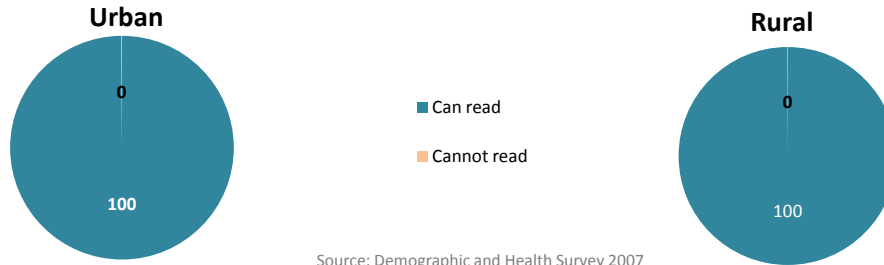 Urban
0
100
Can read
Cannot read
Rural
0
100
Source: Demographic and Health Survey 2007